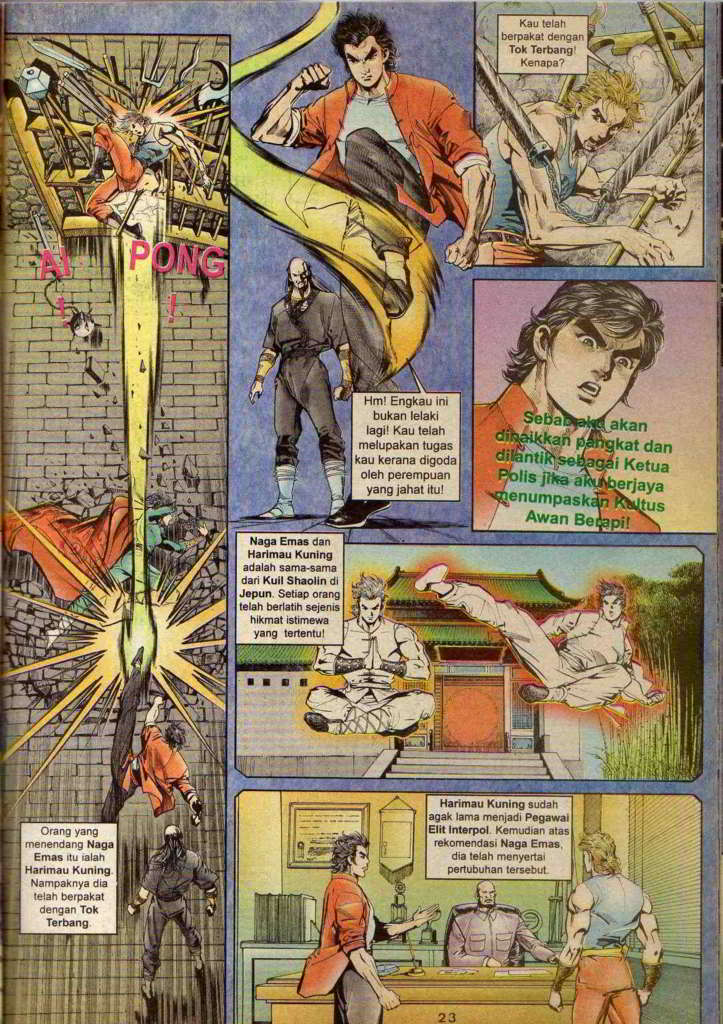 AI PONG
! !
Orang yang
menendang Naga
Emas itu ialah
Harimau Kuning.
Nampaknya dia
telah berpakat
dengan Tok
Terbang.
Kau telah
berpakat dengan
Tok Terbang!
Kenapa?
Hm! Engkau ini
bukan lelaki
lagi! Kau telah
melupakan tugas
kau kerana digoda
oleh perempuan
yang jahat itu!
Sebab aku akan
dinaikkan pangkat dan
dilantik sebagai Ketua
Polis jika aku berjaya
menumpaskan Kultus
Awan Berapi!
Naga Emas dan
Harimau Kuning
adalah sama-sama
dari Kuil Shaolin di
Jepun. Setiap orang
telah berlatih sejenis
hikmat istimewa
yang tertentu!
Harimau Kuning sudah
agak lama menjadi Pegawai
Elit Interpol. Kemudian atas
rekomendasi Naga Emas,
dia telah menyertai
pertubuhan tersebut.
23